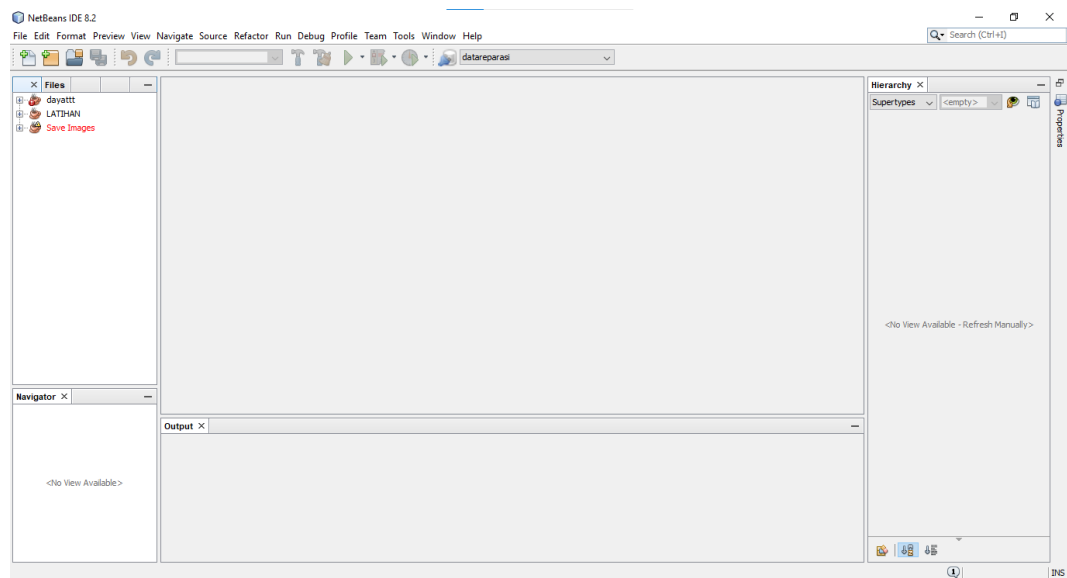 NetBeans IDE 8.2
File Edit Format Preview View Navigate Source Refactor Run Debug Profile Team Tools Window Help
Search (Ctrl+I)
datareparasi
Files
dayattt
LATIHAN
Save Images
Hierarchy
Supertypes
<empty>
Properties
<No View Available - Refresh Manually>
Navigator
<No View Available>
Output
1
INS